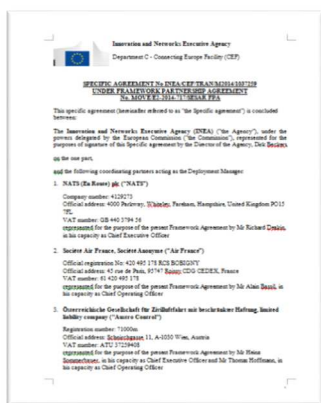 Innovation and Networks Executive Agency
Department C - Connecting Europe Facility (CEF)
SPECIFIC AGREEMENT No INEA/CEF/TRAN/M2014/1057259
UNDER FRAMEWORK PARTNERSHIP AGREEMENT
No. MOVE/E2-2014-717/SESAR FPA
This specific agreement (hereinafter referred to as "the Specific agreement") is concluded
between:
The Innovation and Networks Executive Agency (INEA) ("the Agency"), under the
powers delegated by the European Commission ("the Commission"), represented for the
purposes of signature of this Specific agreement by the Director of the Agency, Dirk Beckers,
on the one part,
and the following coordinating partners acting as the Deployment Manager:
1. NATS (En Route) plc ("NATS")
Company number: 4129273
Official address: 4000 Parkway, Whiteley, Fareham, Hampshire, United Kingdom PO15
7FL
VAT number: GB 440 5794 56
represented for the purpose of the present Framework Agreement by Mr Richard Deakin,
in his capacity as Chief Executive Officer
2. Société Air France, Société Anonyme ("Air France")
Official registration No: 420 495 178 RCS BOBIGNY
Official address: 45 rue de Paris, 95747 Roissy CDG CEDEX, France
VAT number: 61 420 495 178
represented for the purpose of the present Framework Agreement by Mr Alain Bassil, in
his capacity as Chief Operating Officer
3. Österreichische Gesellschaft für Zivilluftfahrt mit beschränkter Haftung, limited
liability company ("Austro Control")
Registration number: 71000m
Official address: Schnirchgasse 11, A-1030 Wien, Austria
VAT number: ATU 37259408
represented for the purpose of the present Framework Agreement by Mr Heinz
Sommerbauer, in his capacity as Chief Executive Officer and Mr Thomas Hoffmann, in
his capacity as Chief Operating Officer